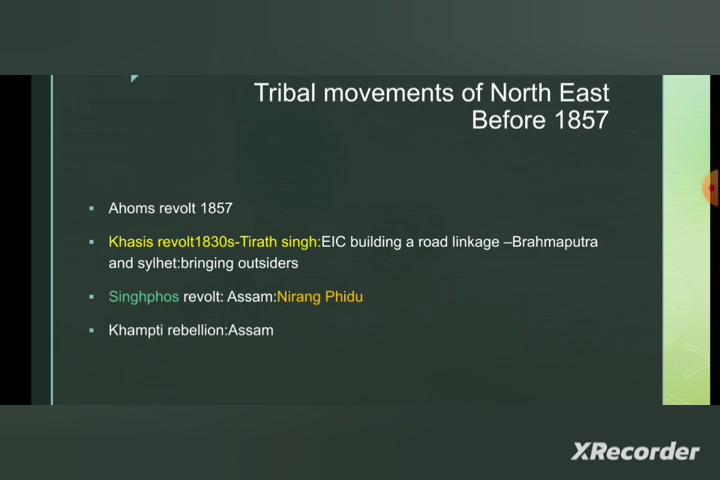 Tribal movements of North East
Before 1857
▪ Ahoms revolt 1857
▪ Khasis revolt1830s-Tirath singh:EIC building a road linkage –Brahmaputra
and sylhet:bringing outsiders
▪ Singhphos revolt: Assam:Nirang Phidu
▪ Khampti rebellion:Assam
XRecorder